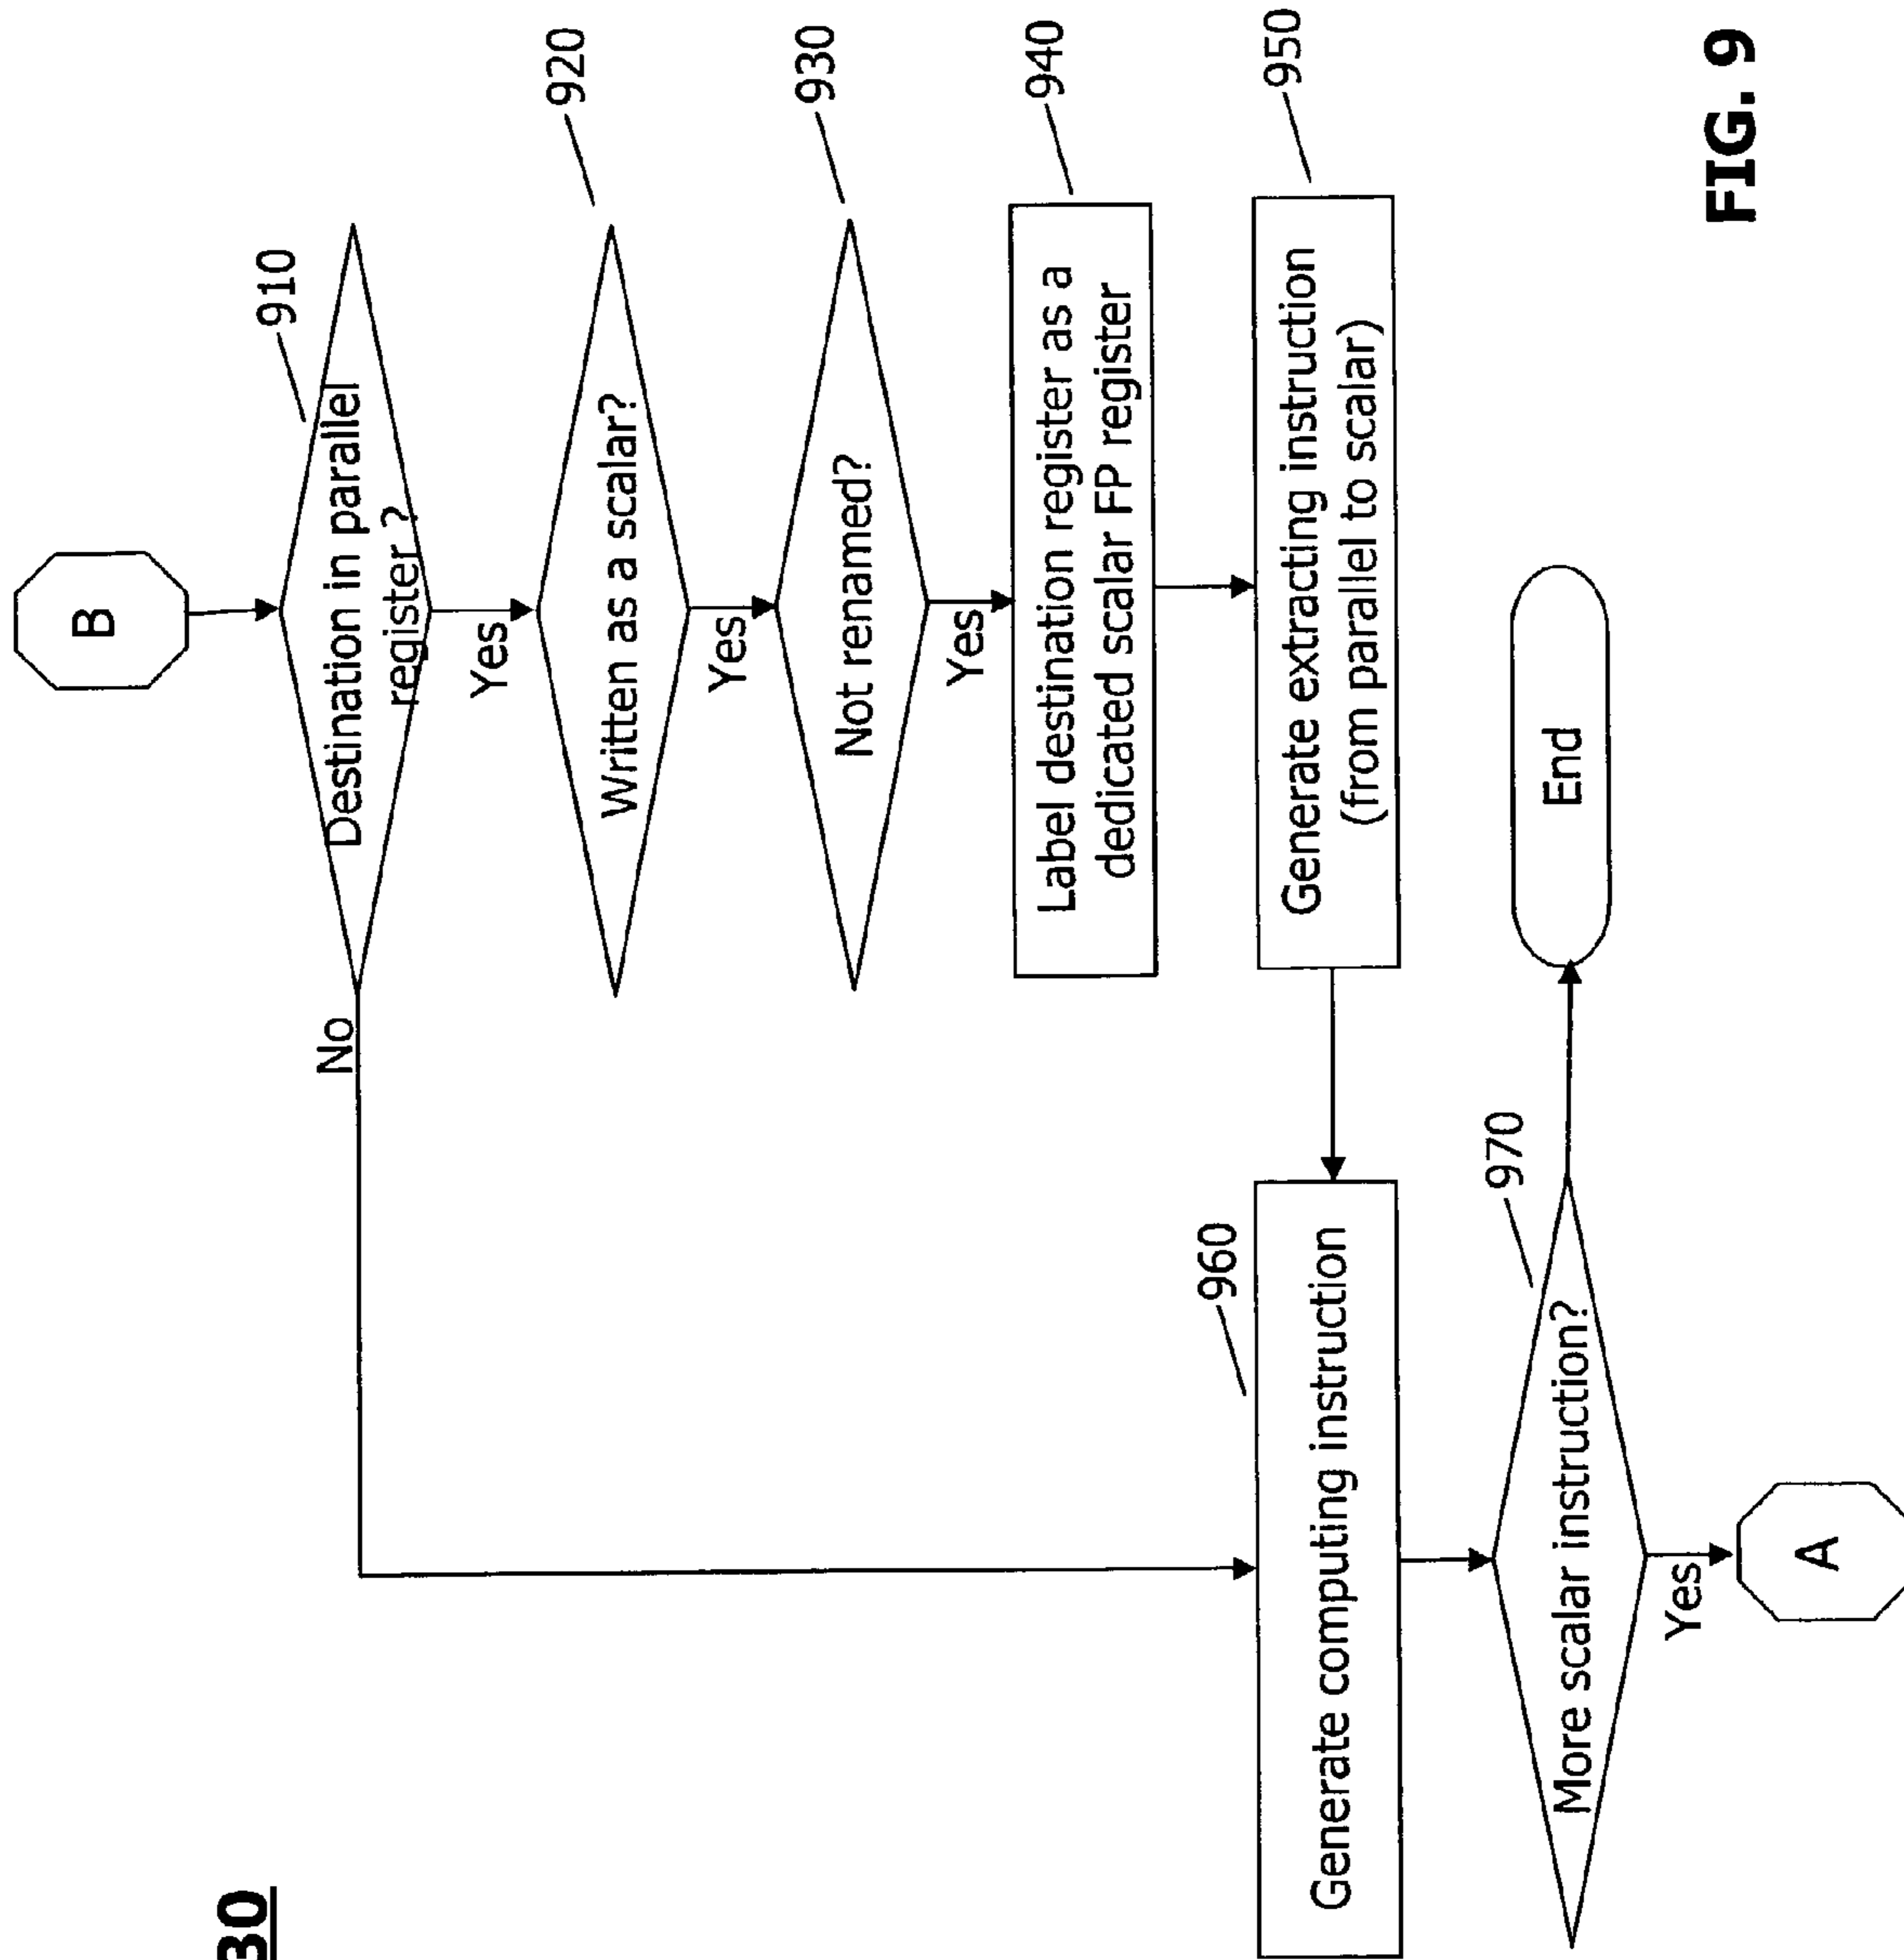 B
910
Destination in parallel
register ?
Yes
920
Written as a scalar?
Yes
930
Not renamed?
Yes
940
Label destination register as a
dedicated scalar FP register
950
Generate extracting instruction
(from parallel to scalar)
No
960
Generate computing instruction
970
More scalar instruction?
Yes
End
A
30
FIG. 9